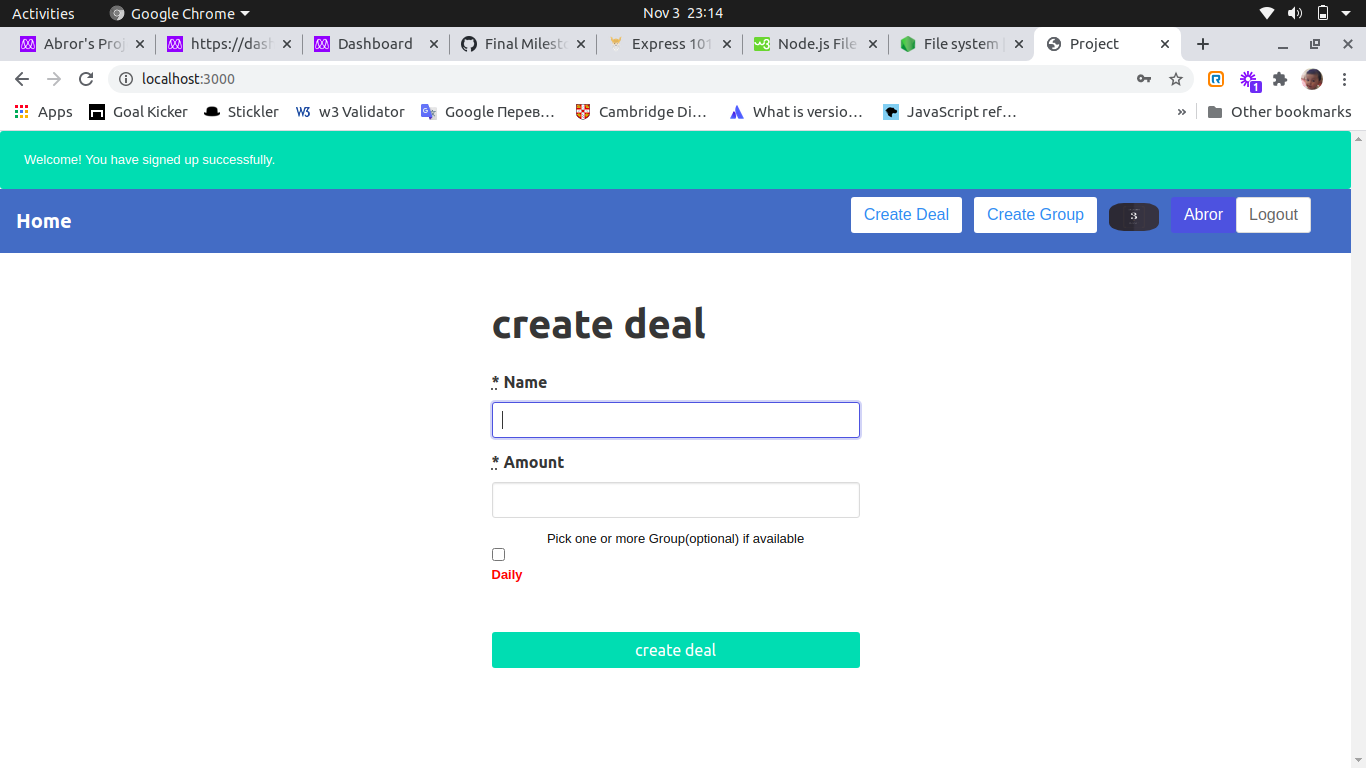 Activities Google Chrome Nov 3 23:14
Abror's Proj https://dash Dashboard Final Milesto Express 101 Node.js File File system | Project
localhost:3000
1
Apps Goal Kicker Stickler w3 Validator Google Перев… Cambridge Di… What is versio… JavaScript ref… » Other bookmarks
Welcome! You have signed up successfully.
Home Create Deal Create Group 3 Abror Logout
create deal
* Name
* Amount
Pick one or more Group(optional) if available
Daily
create deal